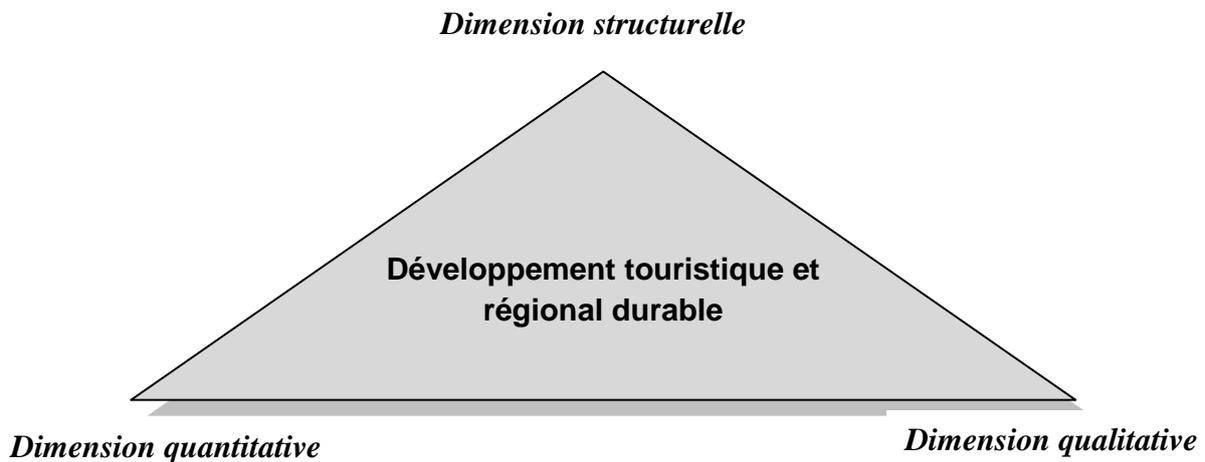 Dimension structurelle
Développement touristique et
régional durable
Dimension quantitative
Dimension qualitative